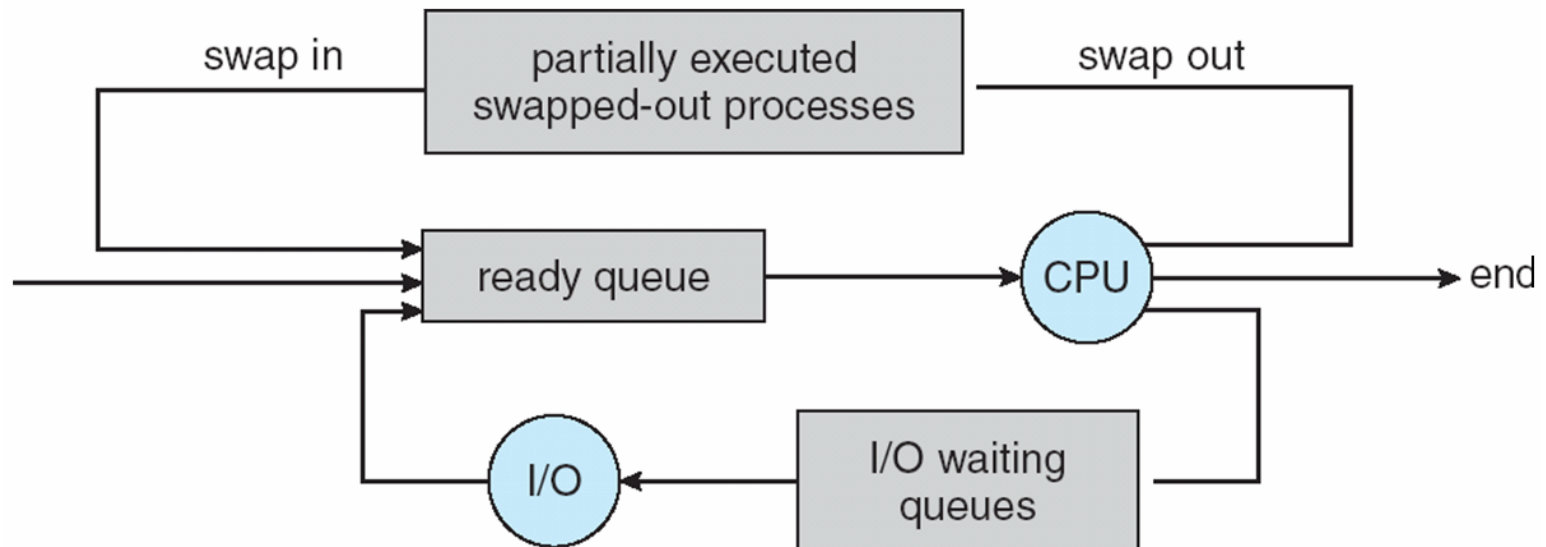 swap in
partially executed
swapped-out processes
swap out
ready queue
CPU
end
I/O
I/O waiting
queues